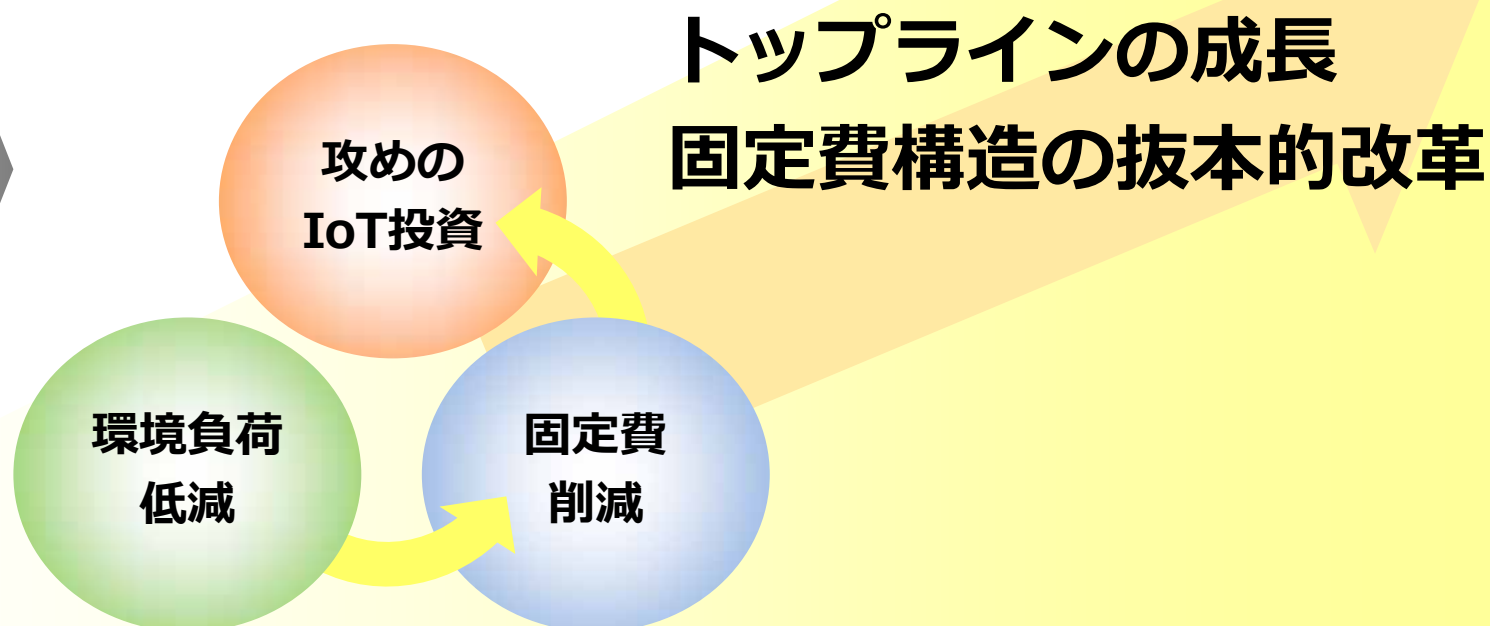 トップラインの成長
固定費構造の抜本的改革
攻めの
IoT投資
環境負荷
低減
固定費
削減